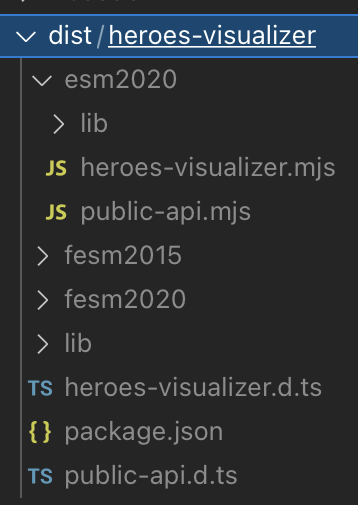 dist/heroes-visualizer
esm2020
lib
JS heroes-visualizer.mjs
JS public-api.mjs
fesm2015
fesm2020
lib
TS heroes-visualizer.d.ts
{} package.json
TS public-api.d.ts